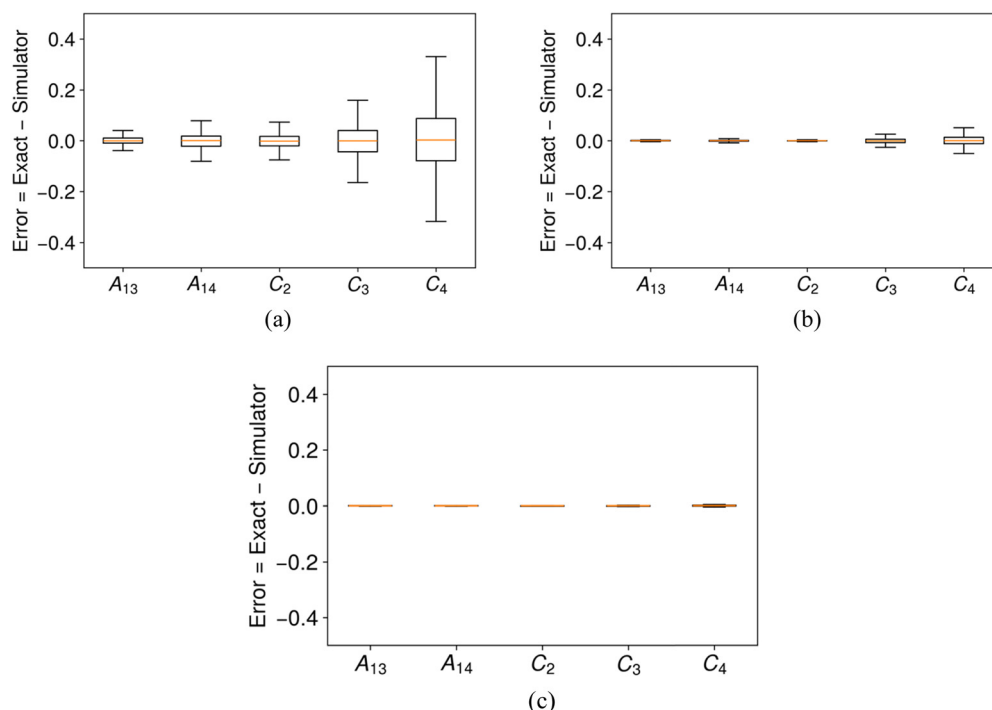 Error = Exact − Simulator
0.4
0.2
0.0
−0.2
−0.4
A₁₃ A₁₄ C₂ C₃ C₄
(a)
Error = Exact − Simulator
0.4
0.2
0.0
−0.2
−0.4
A₁₃ A₁₄ C₂ C₃ C₄
(b)
Error = Exact − Simulator
0.4
0.2
0.0
−0.2
−0.4
A₁₃ A₁₄ C₂ C₃ C₄
(c)